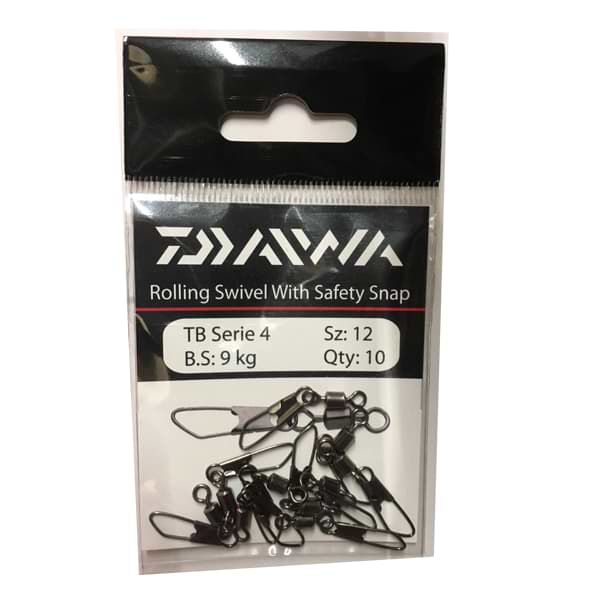 DAIWA
Rolling Swivel With Safety Snap
TB Serie 4 Sz: 12
B.S: 9 kg Qty: 10